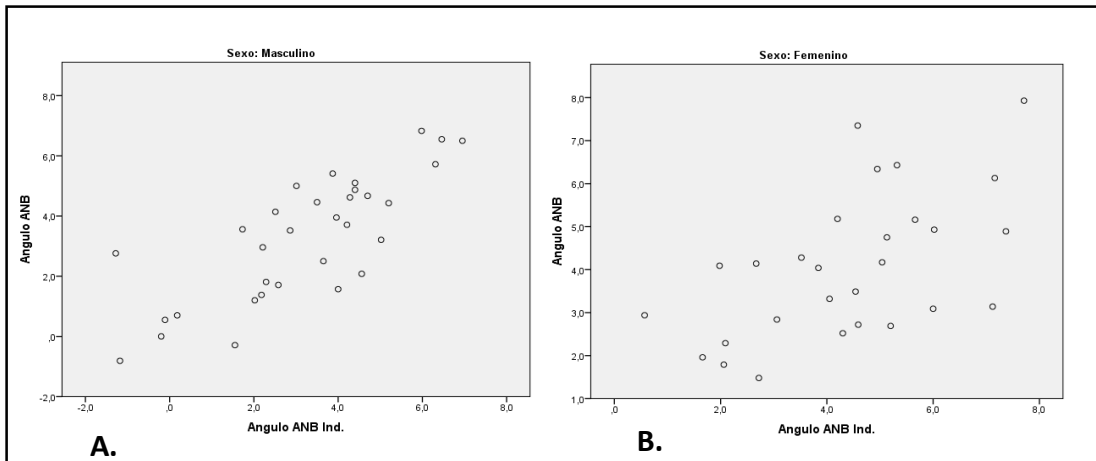 Sexo: Masculino
Angulo ANB
8,0
6,0
4,0
2,0
,0
-2,0
-2,0 ,0 2,0 4,0 6,0 8,0
Angulo ANB Ind.
A.
Sexo: Femenino
Angulo ANB
8,0
7,0
6,0
5,0
4,0
3,0
2,0
1,0
,0 2,0 4,0 6,0 8,0
Angulo ANB Ind.
B.